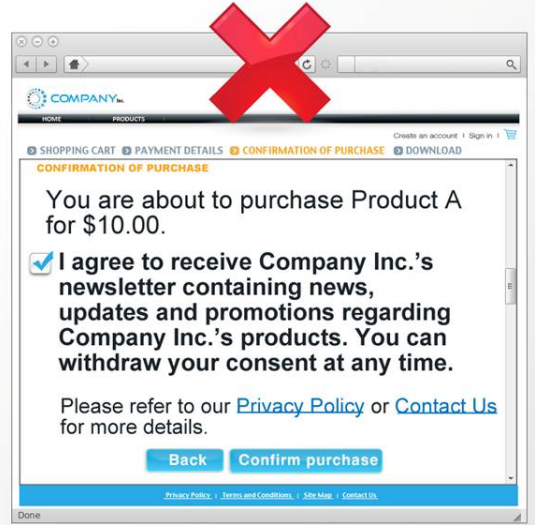 COMPANY Inc.
HOME PRODUCTS
Create an account | Sign in |
SHOPPING CART PAYMENT DETAILS CONFIRMATION OF PURCHASE DOWNLOAD
CONFIRMATION OF PURCHASE
You are about to purchase Product A
for $10.00.
I agree to receive Company Inc.'s
newsletter containing news,
updates and promotions regarding
Company Inc.'s products. You can
withdraw your consent at any time.
Please refer to our Privacy Policy or Contact Us
for more details.
Back Confirm purchase
Privacy Policy | Terms and Conditions | Site Map | Contact Us
Done